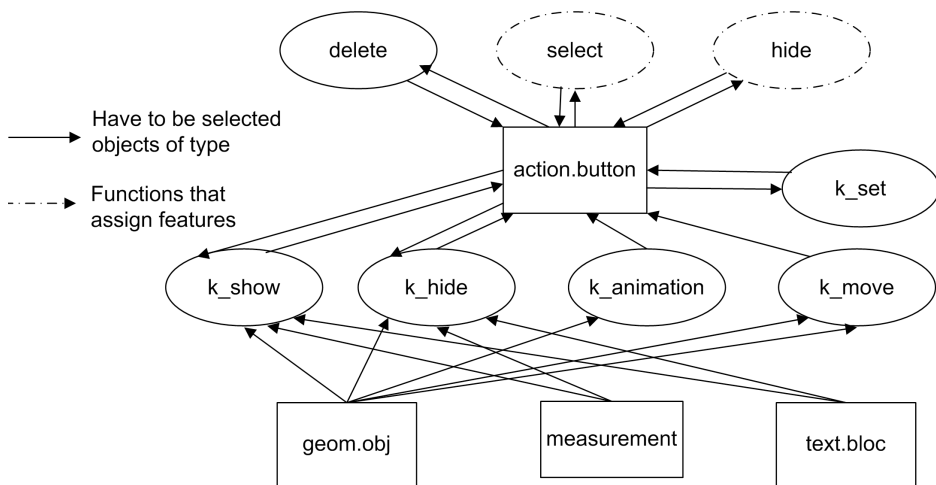 delete
select
hide
Have to be selected
objects of type
Functions that
assign features
action.button
k_set
k_show
k_hide
k_animation
k_move
geom.obj
measurement
text.bloc